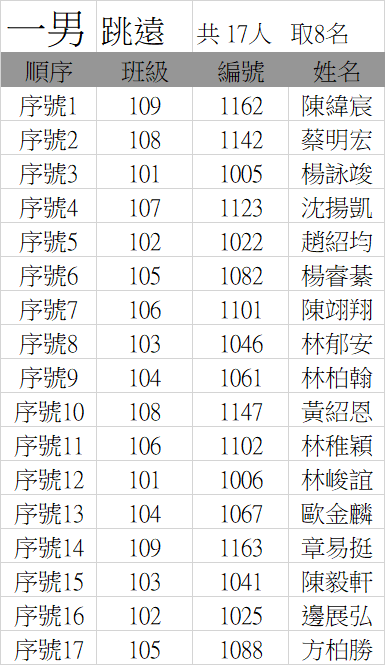 一男 跳遠 共 17人 取8名
順序 班級 編號 姓名
序號1 109 1162 陳緯宸
序號2 108 1142 蔡明宏
序號3 101 1005 楊詠竣
序號4 107 1123 沈揚凱
序號5 102 1022 趙紹均
序號6 105 1082 楊睿綦
序號7 106 1101 陳翊翔
序號8 103 1046 林郁安
序號9 104 1061 林柏翰
序號10 108 1147 黃紹恩
序號11 106 1102 林稚穎
序號12 101 1006 林峻誼
序號13 104 1067 歐金麟
序號14 109 1163 章易挺
序號15 103 1041 陳毅軒
序號16 102 1025 邊展弘
序號17 105 1088 方柏勝